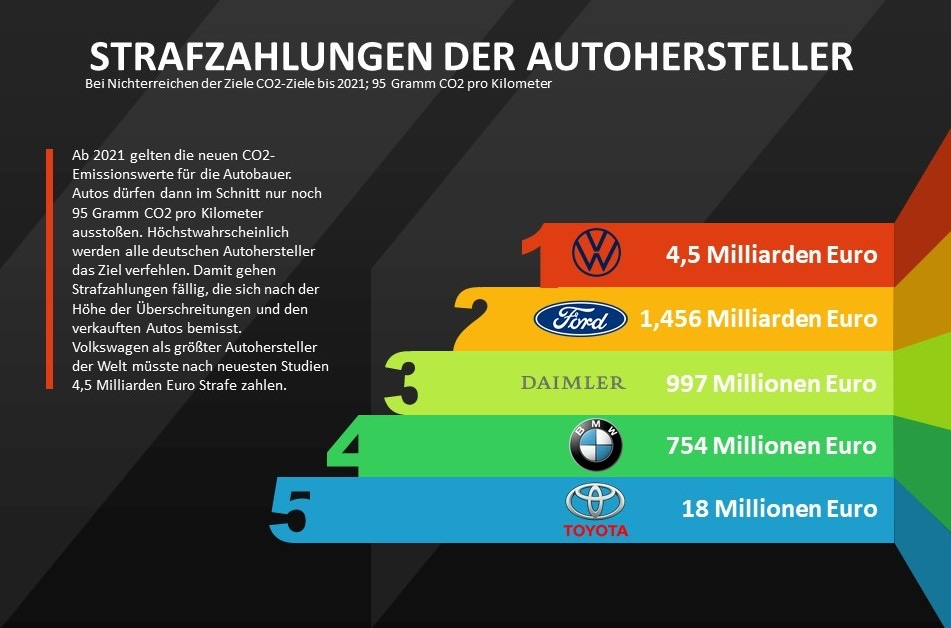 STRAFZAHLUNGEN DER AUTOHERSTELLER
Bei Nichterreichen der Ziele CO2-Ziele bis 2021; 95 Gramm CO2 pro Kilometer
Ab 2021 gelten die neuen CO2-
Emissionswerte für die Autobauer.
Autos dürfen dann im Schnitt nur noch
95 Gramm CO2 pro Kilometer
ausstoßen. Höchstwahrscheinlich
werden alle deutschen Autohersteller
das Ziel verfehlen. Damit gehen
Strafzahlungen fällig, die sich nach der
Höhe der Überschreitungen und den
verkauften Autos bemisst.
Volkswagen als größter Autohersteller
der Welt müsste nach neuesten Studien
4,5 Milliarden Euro Strafe zahlen.
1 VW 4,5 Milliarden Euro
2 Ford 1,456 Milliarden Euro
3 DAIMLER 997 Millionen Euro
4 BMW 754 Millionen Euro
5 TOYOTA 18 Millionen Euro